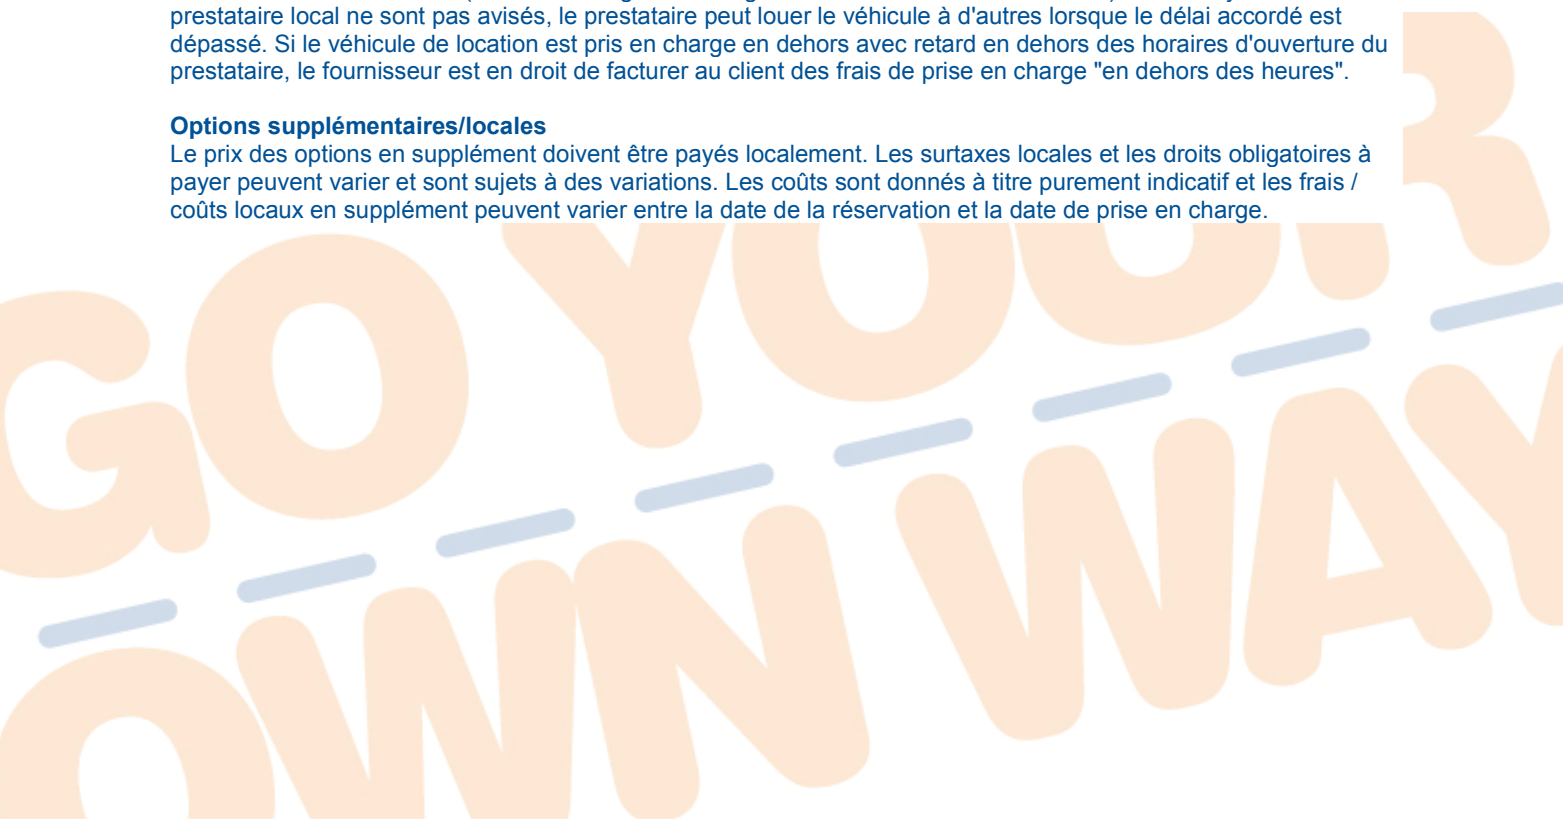 prestataire local ne sont pas avisés, le prestataire peut louer le véhicule à d'autres lorsque le délai accordé est
dépassé. Si le véhicule de location est pris en charge en dehors avec retard en dehors des horaires d'ouverture du
prestataire, le fournisseur est en droit de facturer au client des frais de prise en charge "en dehors des heures".
Options supplémentaires/locales
Le prix des options en supplément doivent être payés localement. Les surtaxes locales et les droits obligatoires à
payer peuvent varier et sont sujets à des variations. Les coûts sont donnés à titre purement indicatif et les frais /
coûts locaux en supplément peuvent varier entre la date de la réservation et la date de prise en charge.
GO YOUR
OWN WAY